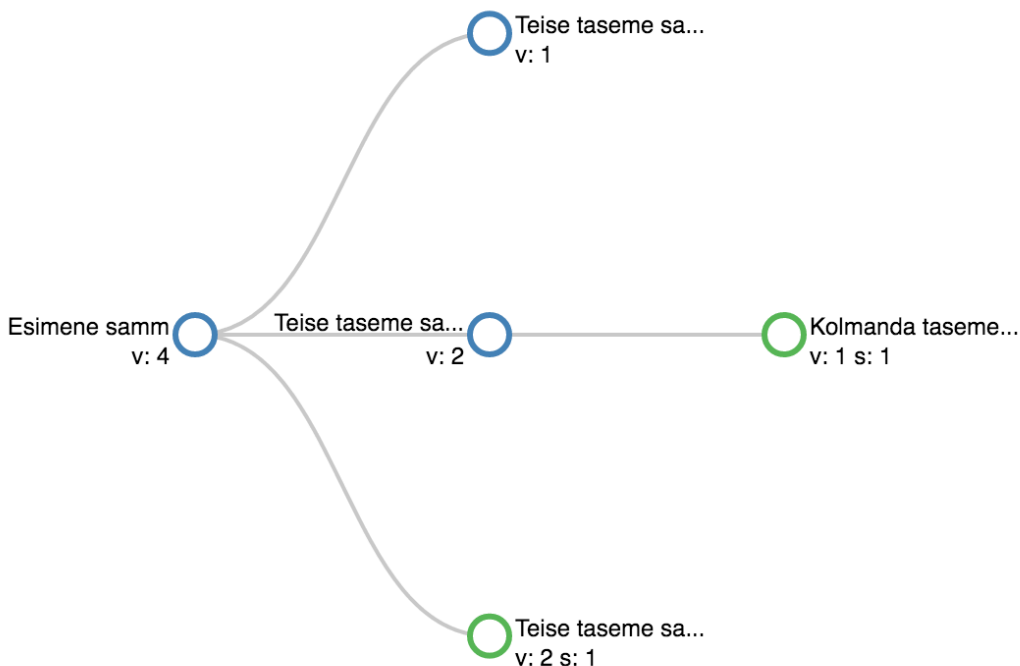 Teise taseme sa...
v: 1
Esimene samm
v: 4
Teise taseme sa...
v: 2
Kolmanda taseme...
v: 1 s: 1
Teise taseme sa...
v: 2 s: 1